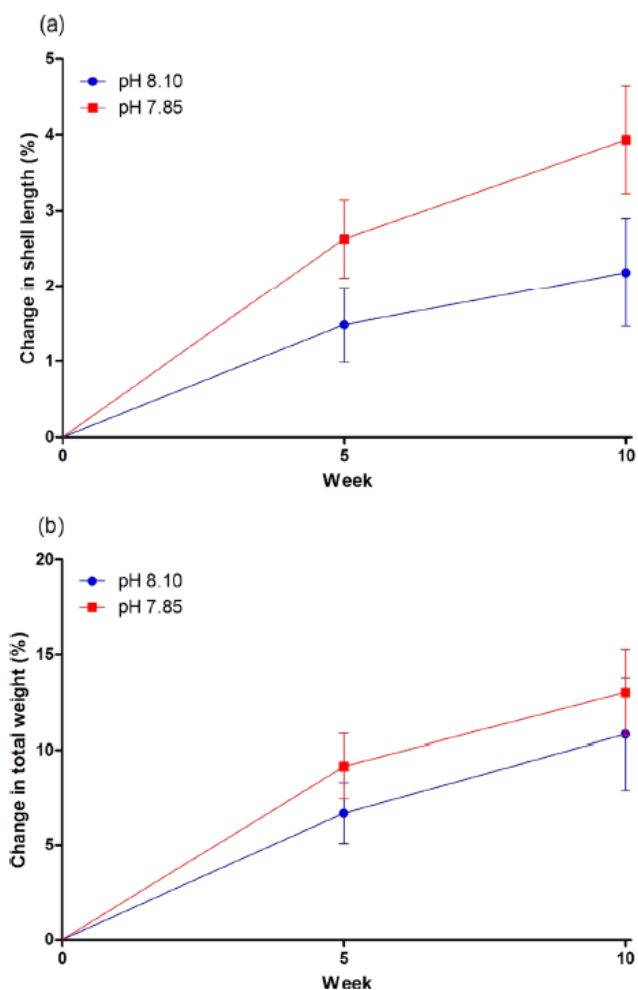 (a)
5
4
3
2
1
0
Change in shell length (%)
pH 8.10
pH 7.85
0 5 10
Week
(b)
20
15
10
5
0
Change in total weight (%)
pH 8.10
pH 7.85
0 5 10
Week